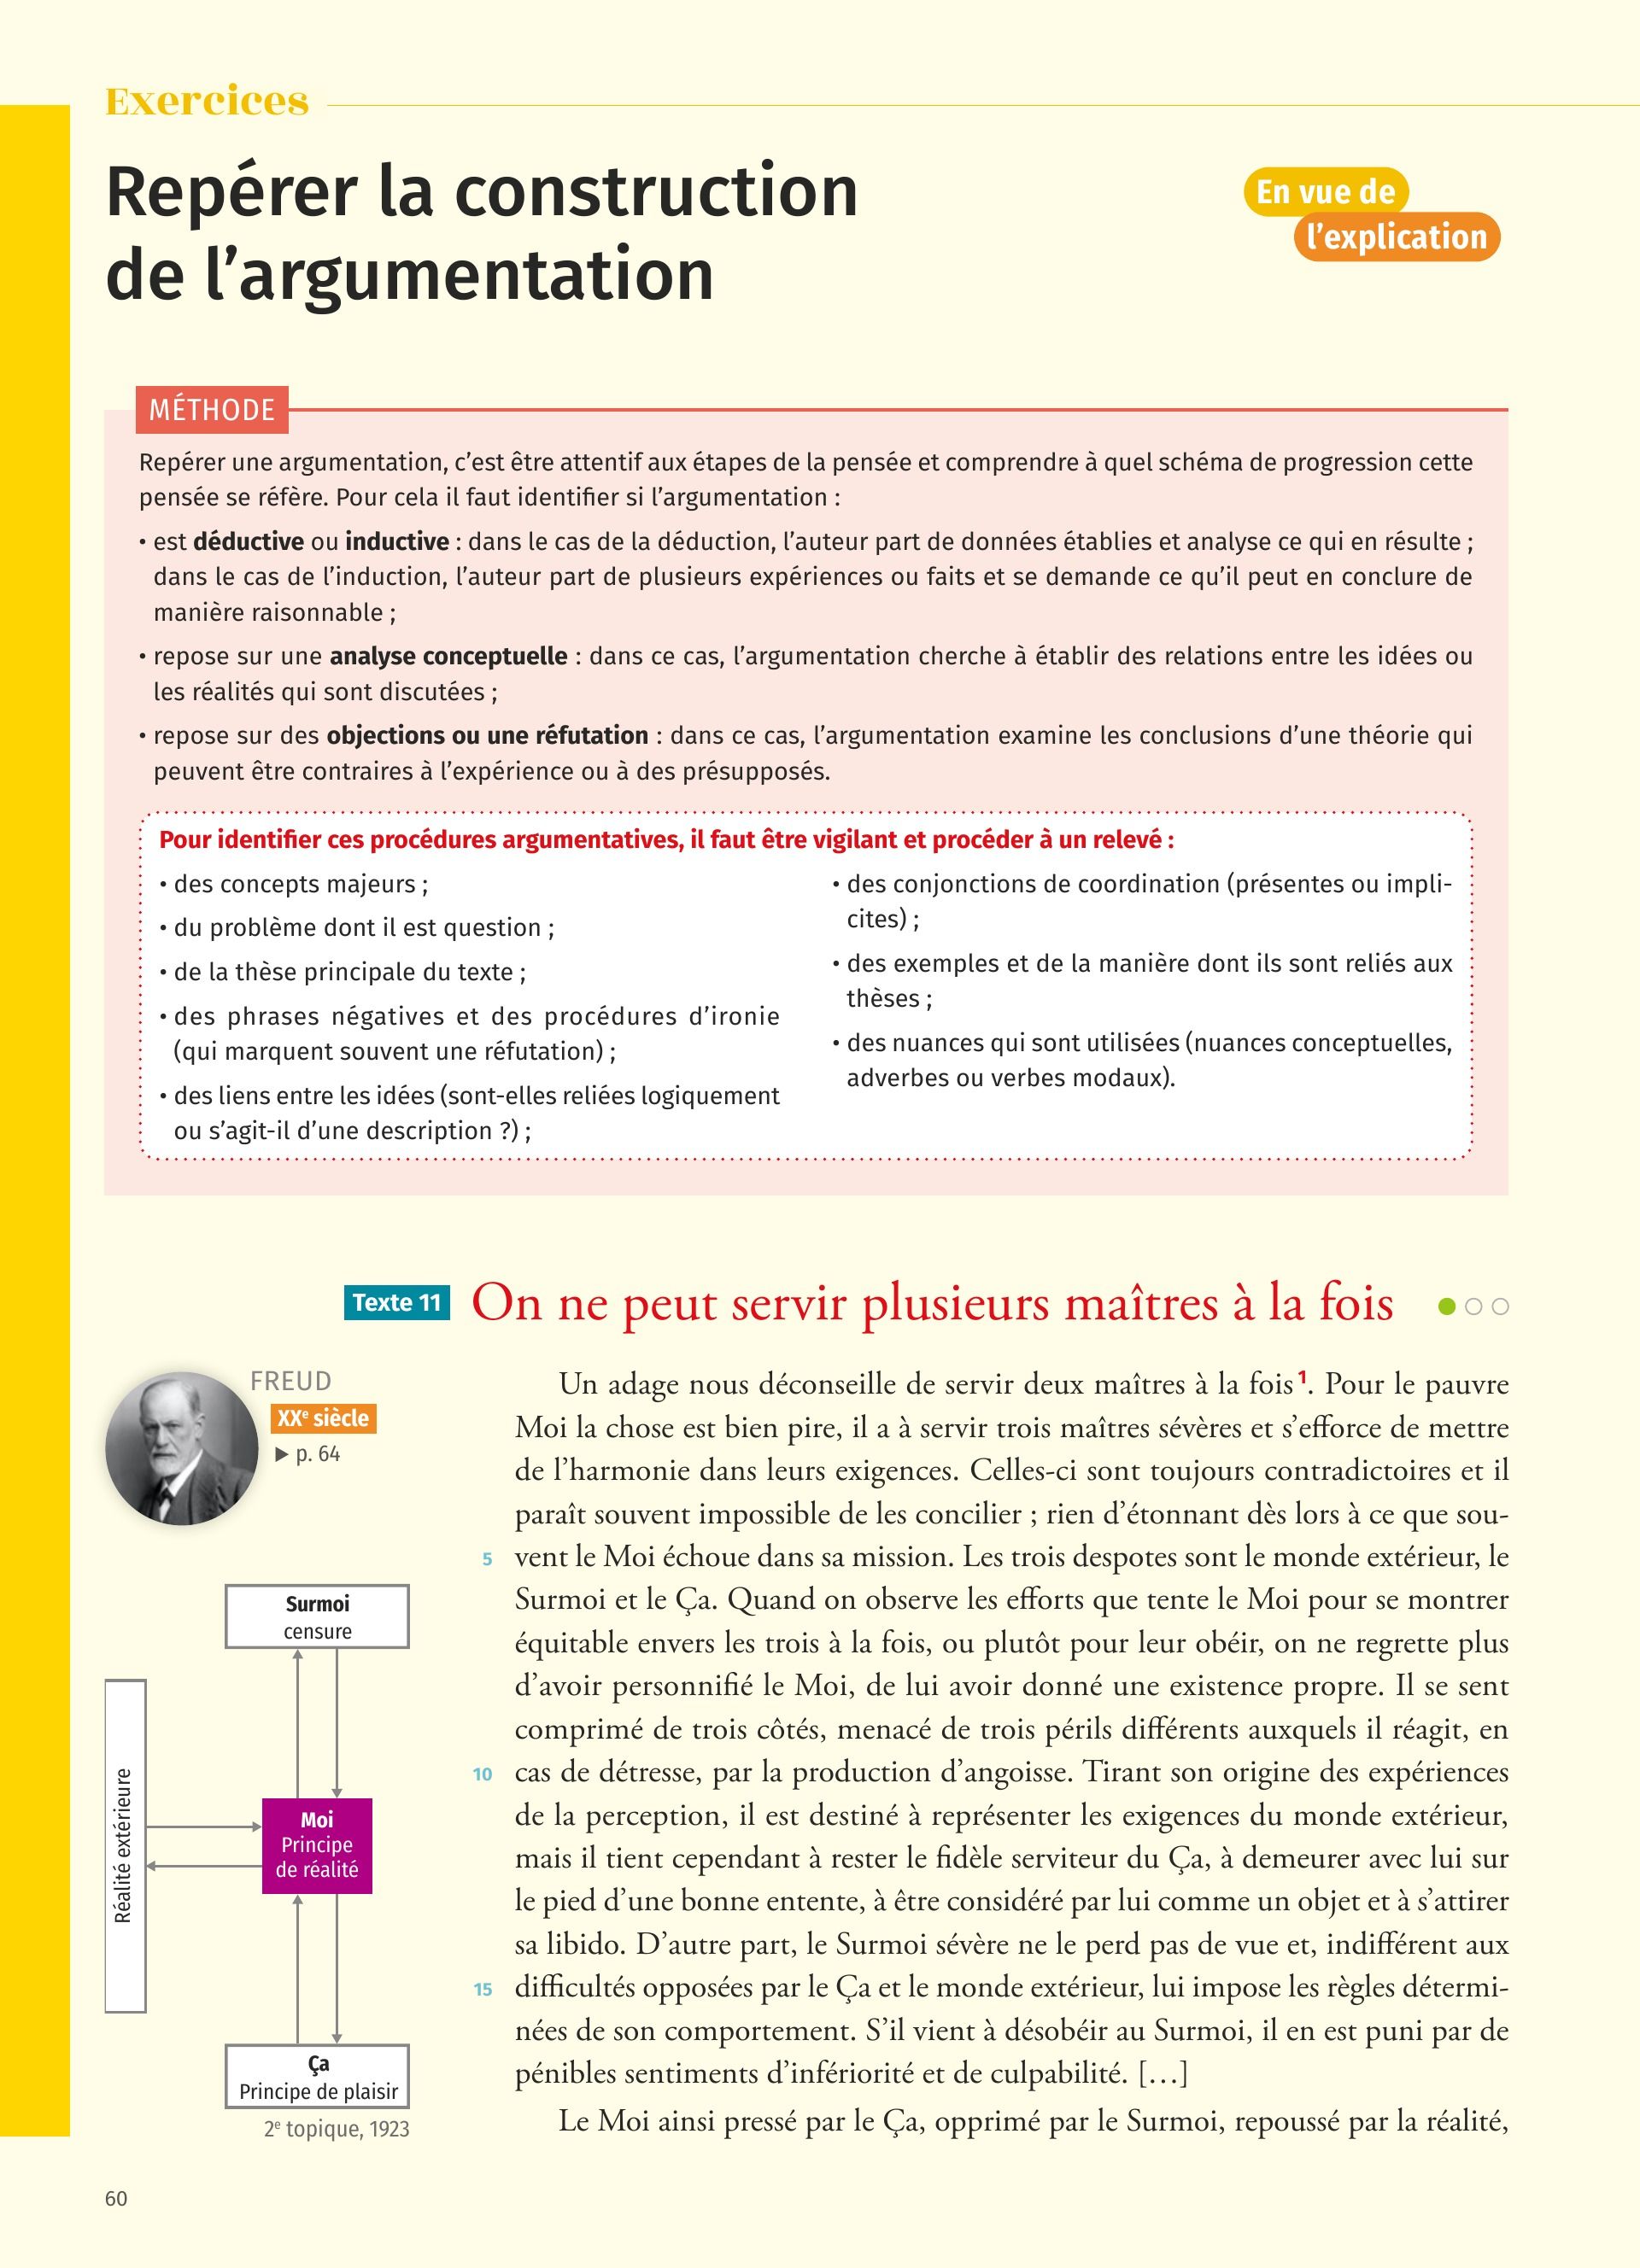 Exercices
Repérer la construction
de l’argumentation
En vue de
l’explication
MÉTHODE
Repérer une argumentation, c’est être attentif aux étapes de la pensée et comprendre à quel schéma de progression cette
pensée se réfère. Pour cela il faut identifier si l’argumentation :
• est déductive ou inductive : dans le cas de la déduction, l’auteur part de données établies et analyse ce qui en résulte ;
dans le cas de l’induction, l’auteur part de plusieurs expériences ou faits et se demande ce qu’il peut en conclure de
manière raisonnable ;
• repose sur une analyse conceptuelle : dans ce cas, l’argumentation cherche à établir des relations entre les idées ou
les réalités qui sont discutées ;
• repose sur des objections ou une réfutation : dans ce cas, l’argumentation examine les conclusions d’une théorie qui
peuvent être contraires à l’expérience ou à des présupposés.
Pour identifier ces procédures argumentatives, il faut être vigilant et procéder à un relevé :
• des concepts majeurs ;
• du problème dont il est question ;
• de la thèse principale du texte ;
• des phrases négatives et des procédures d’ironie
(qui marquent souvent une réfutation) ;
• des liens entre les idées (sont-elles reliées logiquement
ou s’agit-il d’une description ?) ;
• des conjonctions de coordination (présentes ou impli-
cites) ;
• des exemples et de la manière dont ils sont reliés aux
thèses ;
• des nuances qui sont utilisées (nuances conceptuelles,
adverbes ou verbes modaux).
Texte 11 On ne peut servir plusieurs maîtres à la fois
FREUD
XXe siècle
▶ p. 64
Surmoi
censure
Réalité extérieure
Moi
Principe
de réalité
Ça
Principe de plaisir
2e topique, 1923
Un adage nous déconseille de servir deux maîtres à la fois1. Pour le pauvre
Moi la chose est bien pire, il a à servir trois maîtres sévères et s’efforce de mettre
de l’harmonie dans leurs exigences. Celles-ci sont toujours contradictoires et il
paraît souvent impossible de les concilier ; rien d’étonnant dès lors à ce que sou-
5 vent le Moi échoue dans sa mission. Les trois despotes sont le monde extérieur, le
Surmoi et le Ça. Quand on observe les efforts que tente le Moi pour se montrer
équitable envers les trois à la fois, ou plutôt pour leur obéir, on ne regrette plus
d’avoir personnifié le Moi, de lui avoir donné une existence propre. Il se sent
comprimé de trois côtés, menacé de trois périls différents auxquels il réagit, en
10 cas de détresse, par la production d’angoisse. Tirant son origine des expériences
de la perception, il est destiné à représenter les exigences du monde extérieur,
mais il tient cependant à rester le fidèle serviteur du Ça, à demeurer avec lui sur
le pied d’une bonne entente, à être considéré par lui comme un objet et à s’attirer
sa libido. D’autre part, le Surmoi sévère ne le perd pas de vue et, indifférent aux
15 difficultés opposées par le Ça et le monde extérieur, lui impose les règles détermi-
nées de son comportement. S’il vient à désobéir au Surmoi, il en est puni par de
pénibles sentiments d’infériorité et de culpabilité. […]
Le Moi ainsi pressé par le Ça, opprimé par le Surmoi, repoussé par la réalité,
60